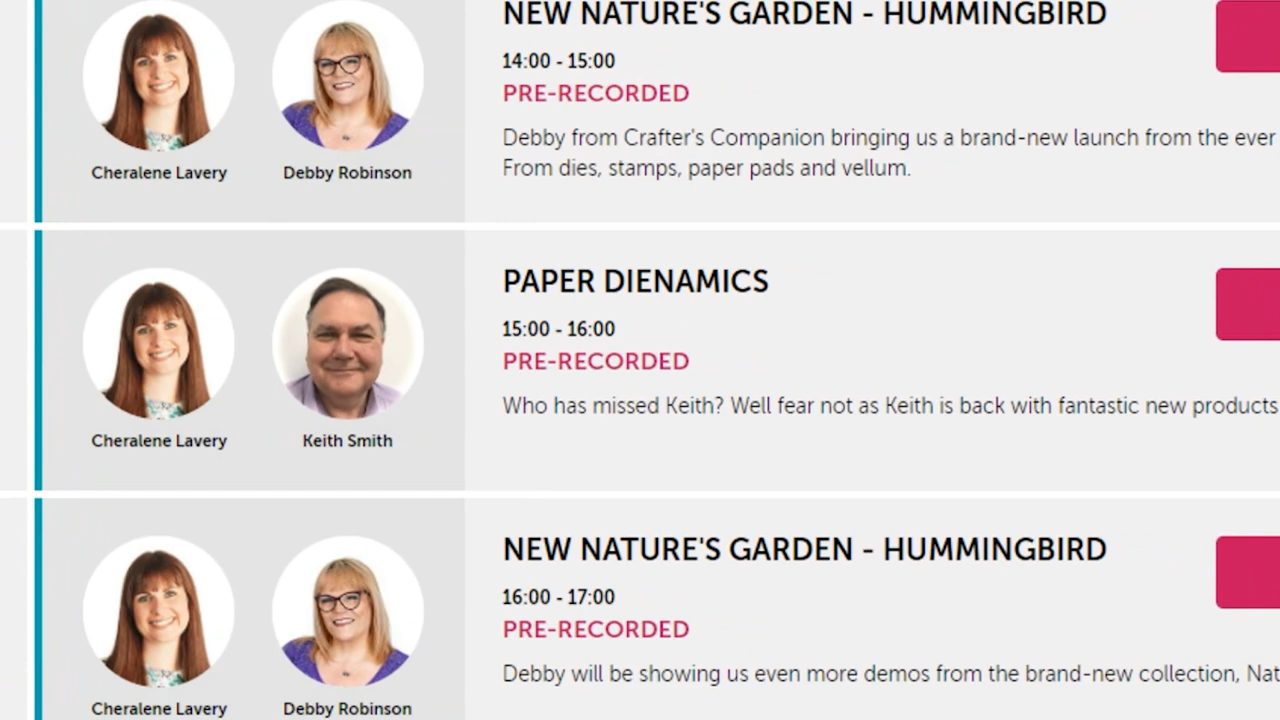 NEW NATURE'S GARDEN - HUMMINGBIRD
14:00 - 15:00
PRE-RECORDED
Debby from Crafter's Companion bringing us a brand-new launch from the ever
From dies, stamps, paper pads and vellum.
Cheralene Lavery
Debby Robinson
PAPER DIENAMICS
15:00 - 16:00
PRE-RECORDED
Who has missed Keith? Well fear not as Keith is back with fantastic new products
Cheralene Lavery
Keith Smith
NEW NATURE'S GARDEN - HUMMINGBIRD
16:00 - 17:00
PRE-RECORDED
Debby will be showing us even more demos from the brand-new collection, Nat
Cheralene Lavery
Debby Robinson